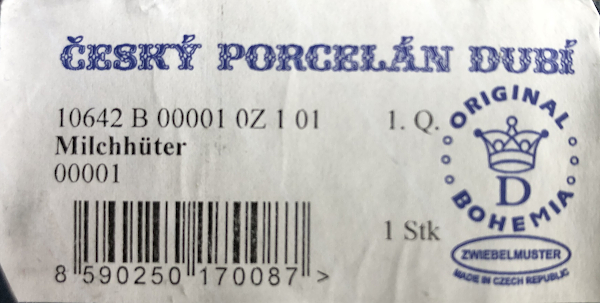 ČESKÝ PORCELÁN DUBÍ
10642 B 00001 0Z 1 01
1. Q.
Milchhüter
00001
ORIGINAL
D
BOHEMIA
1 Stk
ZWIEBELMUSTER
MADE IN CZECH REPUBLIC
8 590250 170087 >